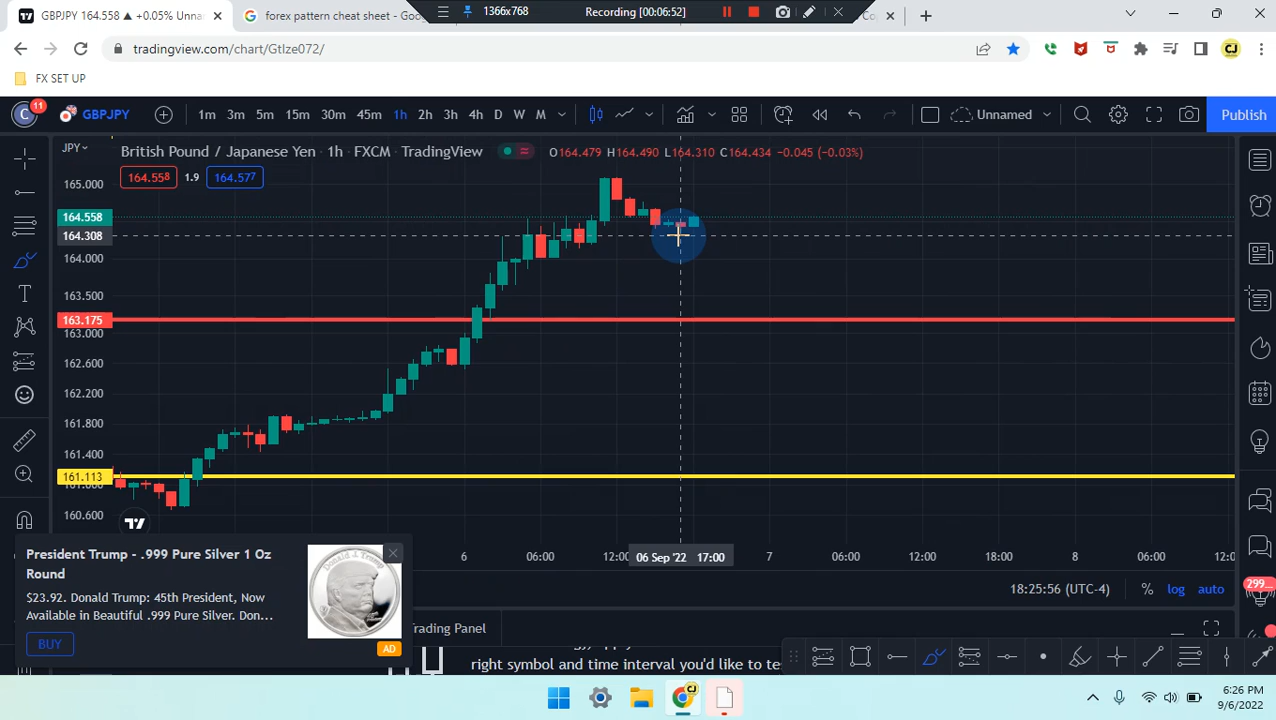 GBPJPY 164.558 ▲ +0.05% Unna
forex pattern cheat sheet - Goo
1366x768
Recording [00:06:52]
tradingview.com/chart/Gtlze072/
CJ
FX SET UP
C
11
GBPJPY
1m
3m
5m
15m
30m
45m
1h
2h
3h
4h
D
W
M
Unnamed
Publish
JPY
British Pound / Japanese Yen · 1h · FXCM · TradingView
O164.479 H164.490 L164.310 C164.434 -0.045 (-0.03%)
164.558
1.9
164.577
165.000
164.558
164.308
164.000
163.500
163.175
163.000
162.600
162.200
161.800
161.400
161.113
160.600
6
06:00
12:00
06 Sep '22 17:00
7
06:00
12:00
18:00
8
06:00
12:0
President Trump - .999 Pure Silver 1 Oz
Round
$23.92. Donald Trump: 45th President, Now
Available in Beautiful .999 Pure Silver. Don...
BUY
AD
18:25:56 (UTC-4)
%
log
auto
299
rading Panel
right symbol and time interval you'd like to tes
CJ
6:26 PM
9/6/2022